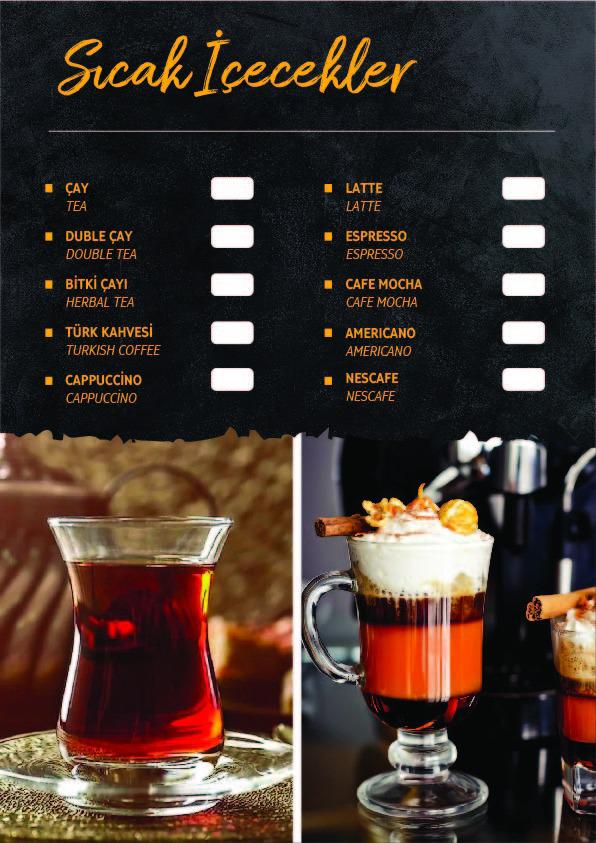 Sıcak İçecekler
ÇAY
TEA
DUBLE ÇAY
DOUBLE TEA
BİTKİ ÇAYI
HERBAL TEA
TÜRK KAHVESİ
TURKISH COFFEE
CAPPUCCİNO
CAPPUCCİNO
LATTE
LATTE
ESPRESSO
ESPRESSO
CAFE MOCHA
CAFE MOCHA
AMERICANO
AMERICANO
NESCAFE
NESCAFE